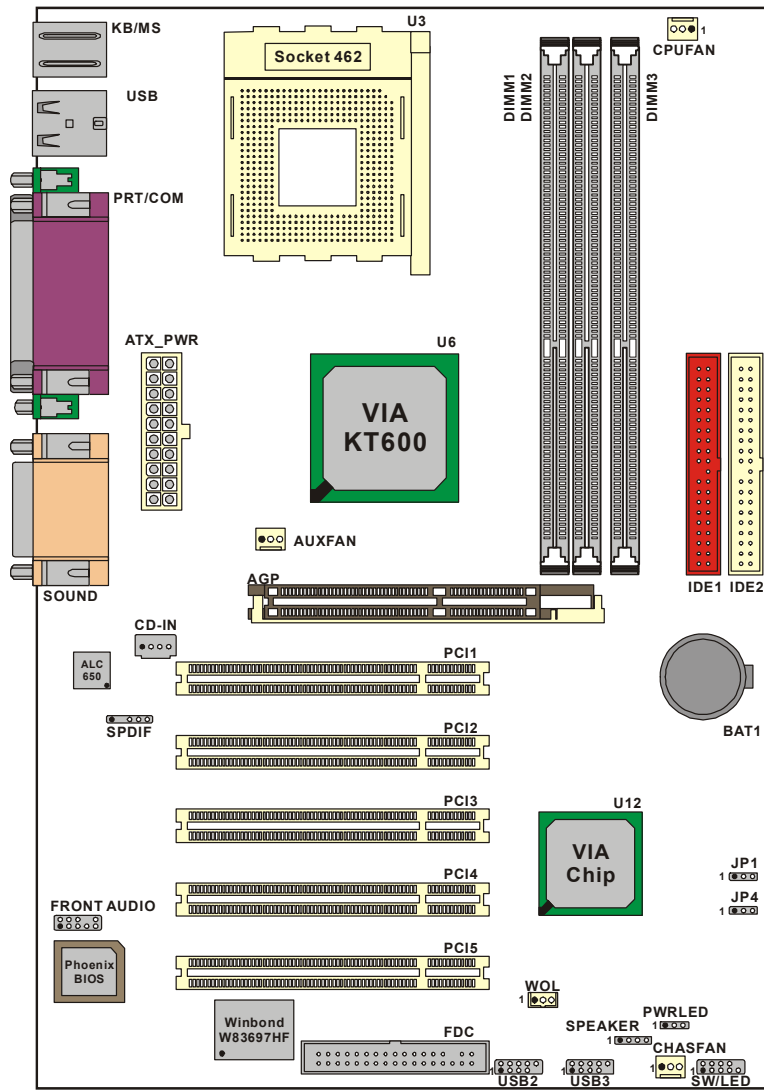 KB/MS
U3
1
CPUFAN
Socket 462
USB
DIMM1
DIMM2
DIMM3
PRT/COM
ATX_PWR
U6
VIA
KT600
AUXFAN
AGP
IDE1
IDE2
SOUND
CD-IN
ALC
650
PCI1
SPDIF
PCI2
BAT1
PCI3
U12
VIA
Chip
JP1
1
JP4
1
PCI4
FRONT AUDIO
1
Phoenix
BIOS
PCI5
WOL
1
Winbond
W83697HF
FDC
PWRLED
1
SPEAKER
1
CHASFAN
1
USB2
1
USB3
1
1
SW/LED